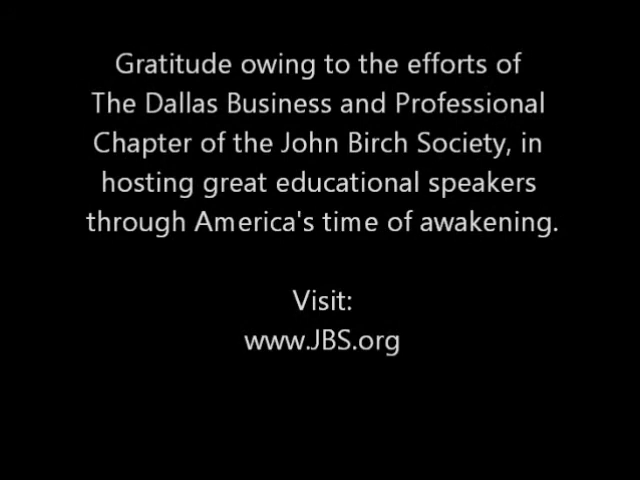 Gratitude owing to the efforts of
The Dallas Business and Professional
Chapter of the John Birch Society, in
hosting great educational speakers
through America's time of awakening.
Visit:
www.JBS.org